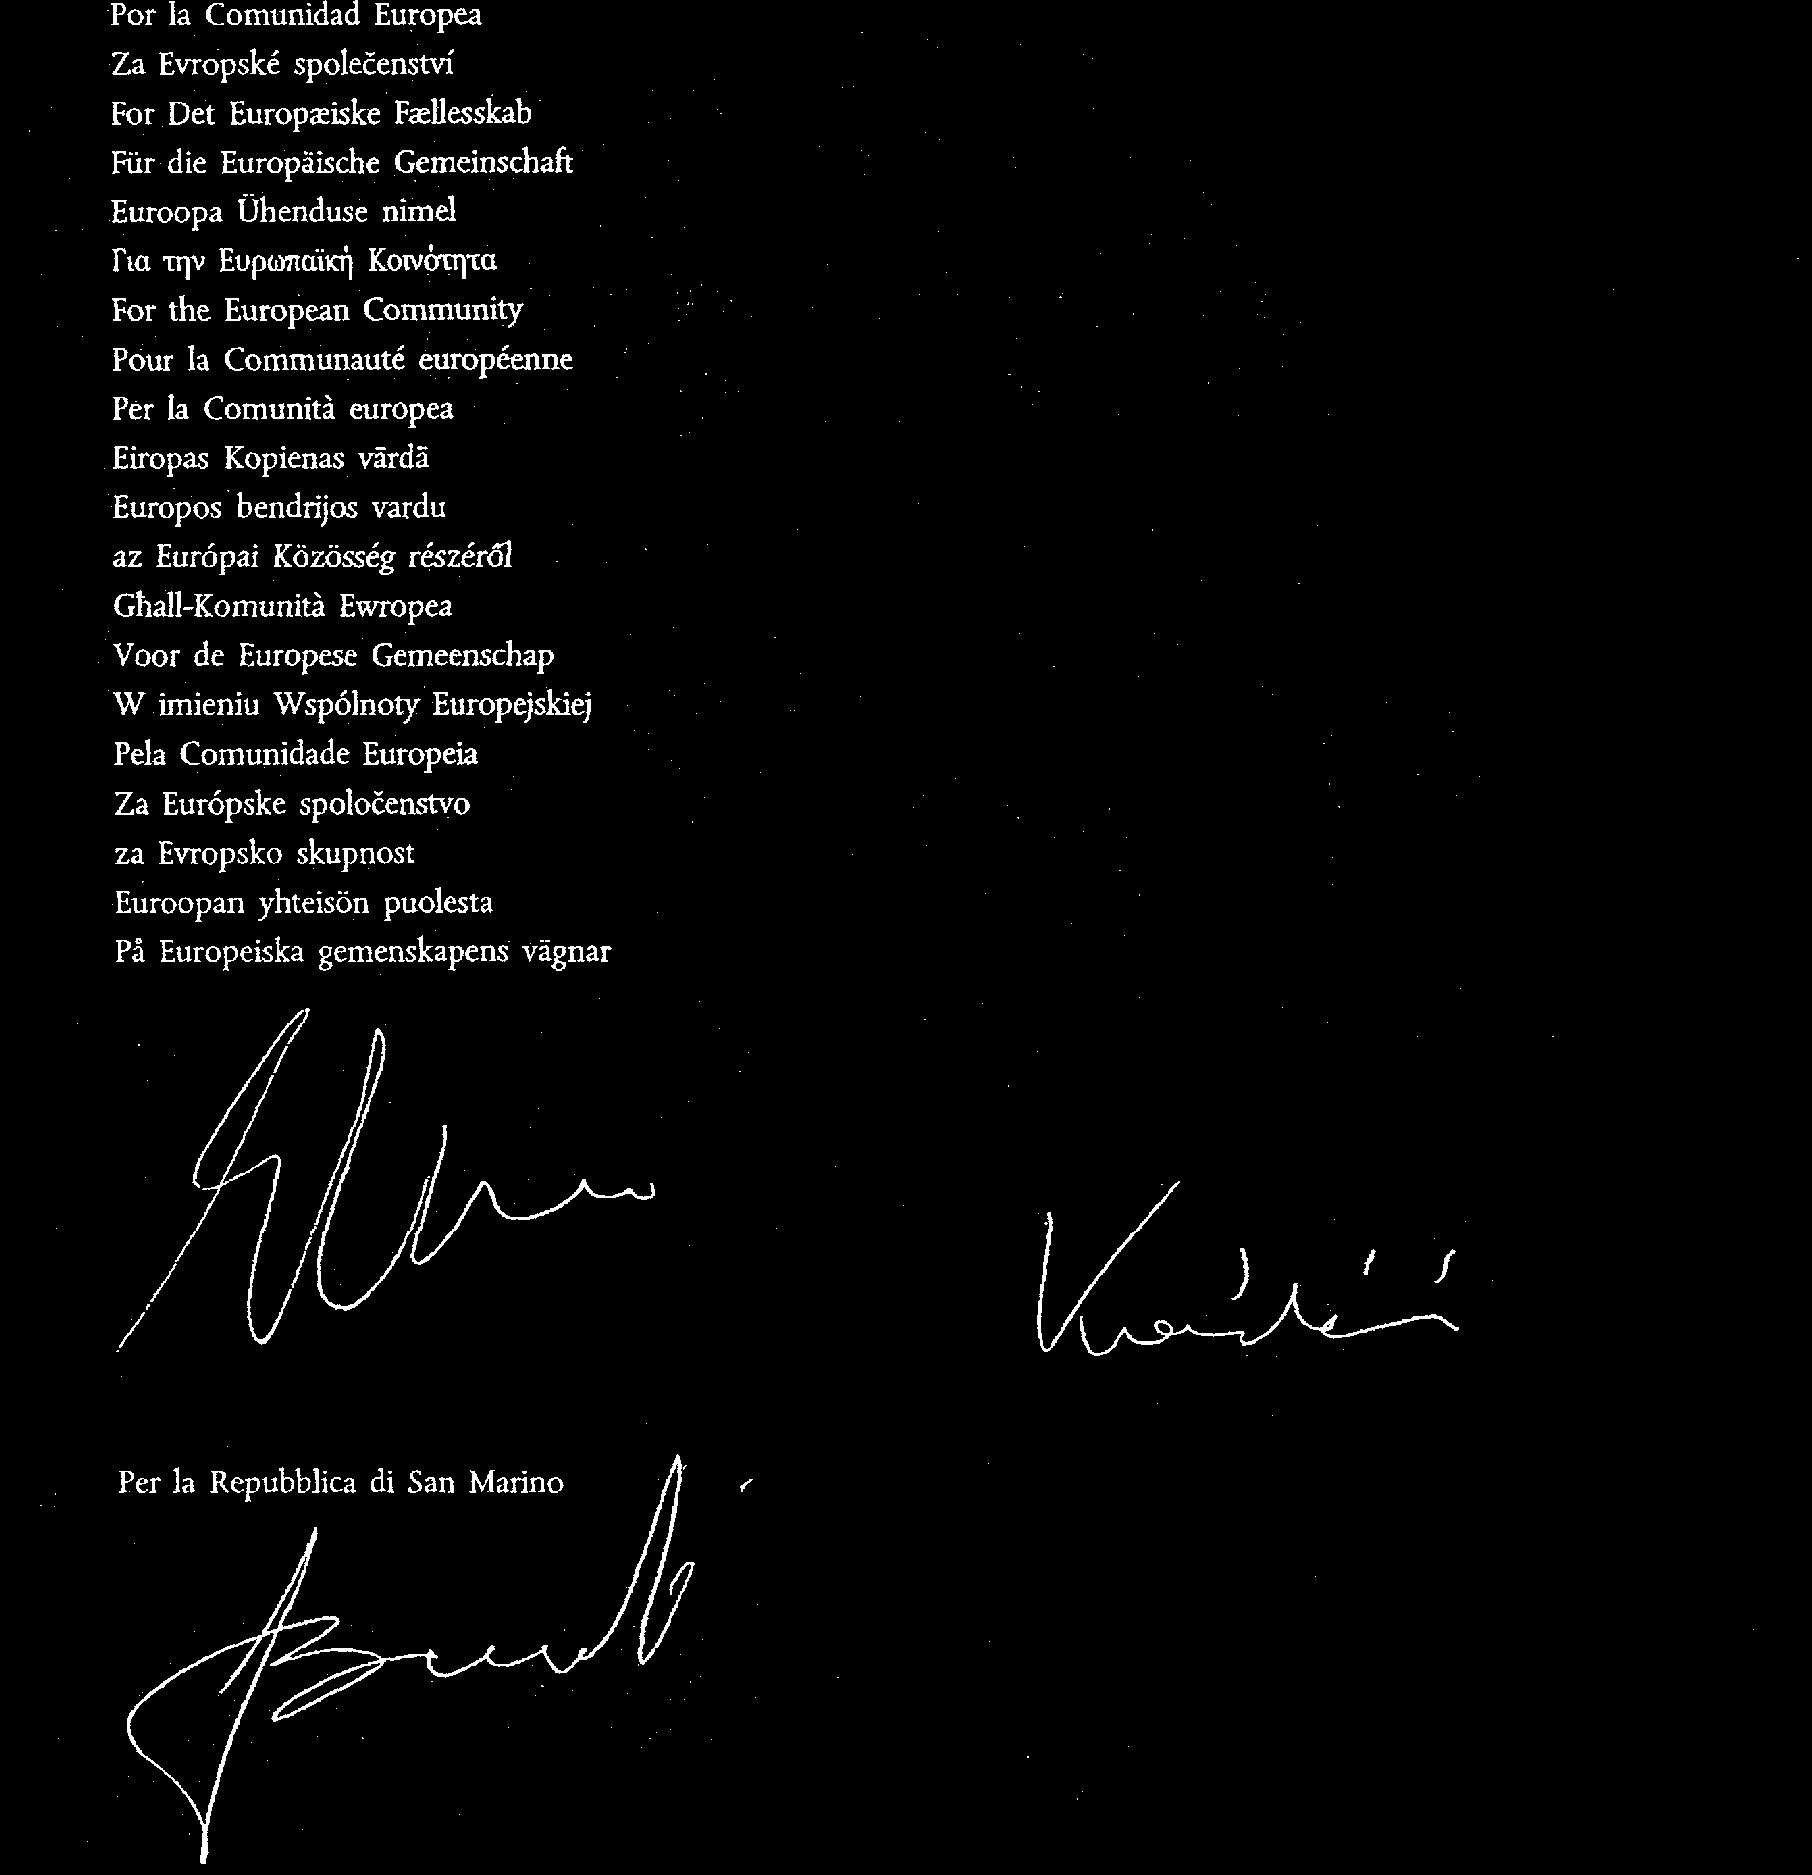 Por la Comunidad Europea
Za Evropské společenství
For Det Europæiske Fællesskab
Für die Europäische Gemeinschaft
Euroopa Ühenduse nimel
Για την Ευρωπαϊκή Κοινότητα
For the European Community
Pour la Communauté européenne
Per la Comunità europea
Eiropas Kopienas vārdā
Europos bendrijos vardu
az Európai Közösség részéről
Għall-Komunità Ewropea
Voor de Europese Gemeenschap
W imieniu Wspólnoty Europejskiej
Pela Comunidade Europeia
Za Európske spoločenstvo
za Evropsko skupnost
Euroopan yhteisön puolesta
På Europeiska gemenskapens vägnar
Per la Repubblica di San Marino